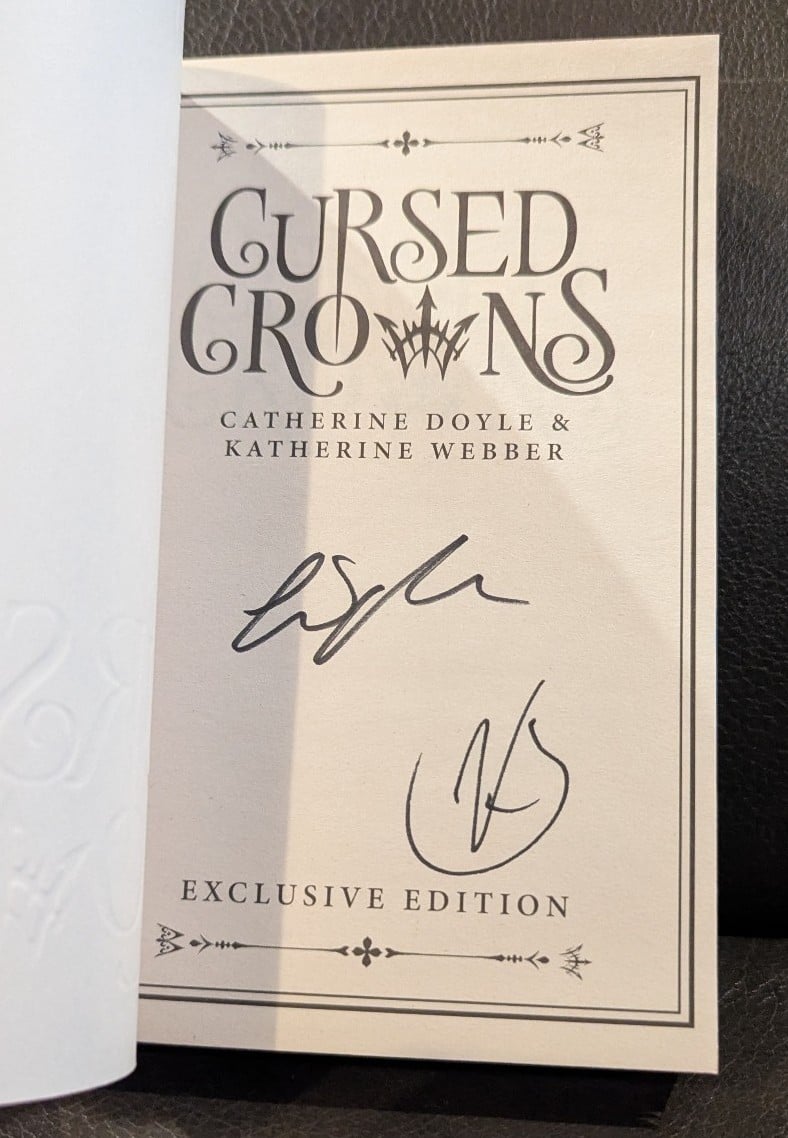 CURSED
CROWNS
CATHERINE DOYLE &
KATHERINE WEBBER
EXCLUSIVE EDITION